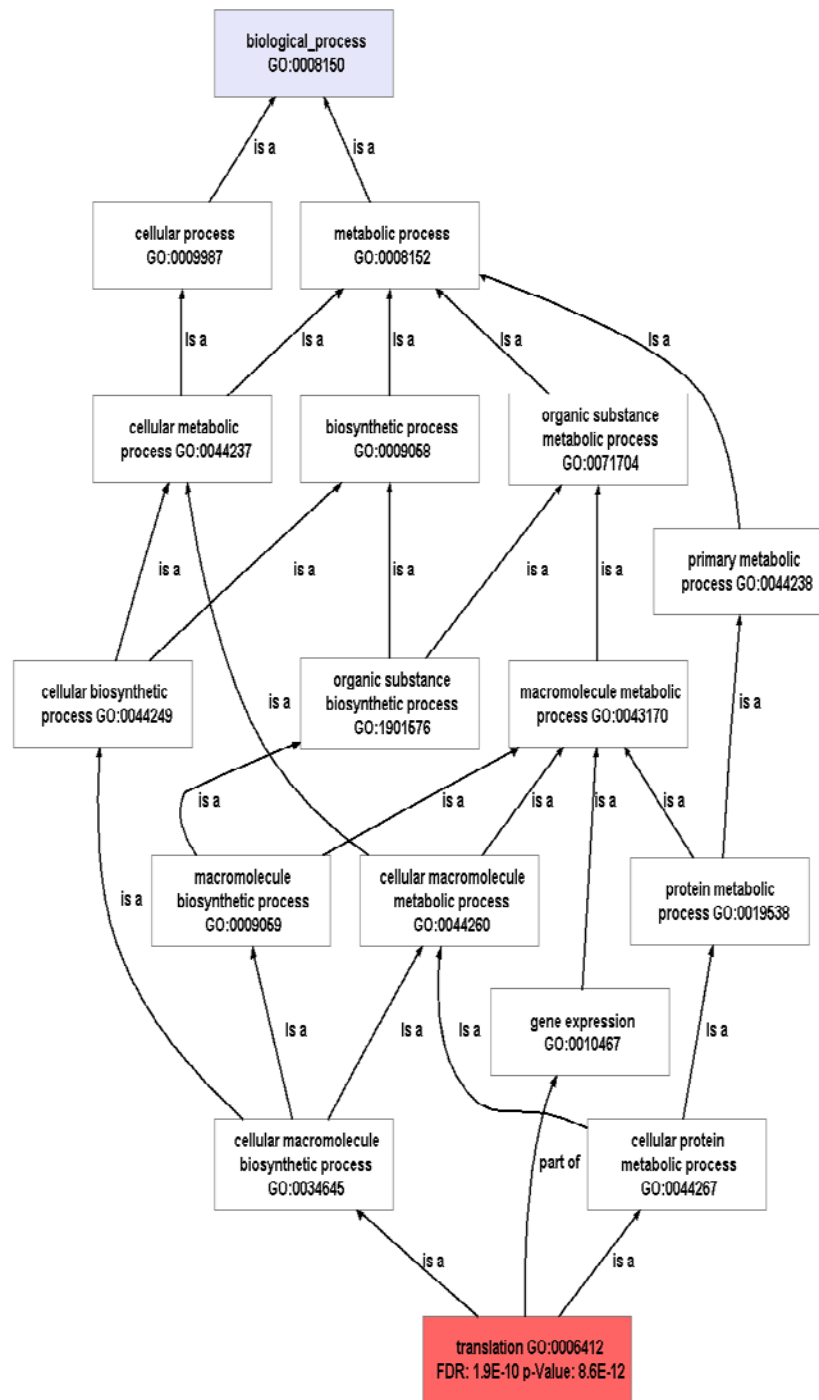 biological_process
GO:0008150
is a
is a
cellular process
GO:0009987
metabolic process
GO:0008152
Is a
Is a
Is a
Is a
Is a
cellular metabolic
process GO:0044237
biosynthetic process
GO:0009058
organic substance
metabolic process
GO:0071704
primary metabolic
process GO:0044238
is a
is a
is a
is a
is a
cellular biosynthetic
process GO:0044249
organic substance
biosynthetic process
GO:1901576
macromolecule metabolic
process GO:0043170
is a
is a
is a
is a
is a
is a
is a
macromolecule
biosynthetic process
GO:0009059
cellular macromolecule
metabolic process
GO:0044260
protein metabolic
process GO:0019538
is a
gene expression
GO:0010467
Is a
Is a
Is a
Is a
cellular macromolecule
biosynthetic process
GO:0034645
part of
cellular protein
metabolic process
GO:0044267
is a
is a
translation GO:0006412
FDR: 1.9E-10 p-Value: 8.6E-12